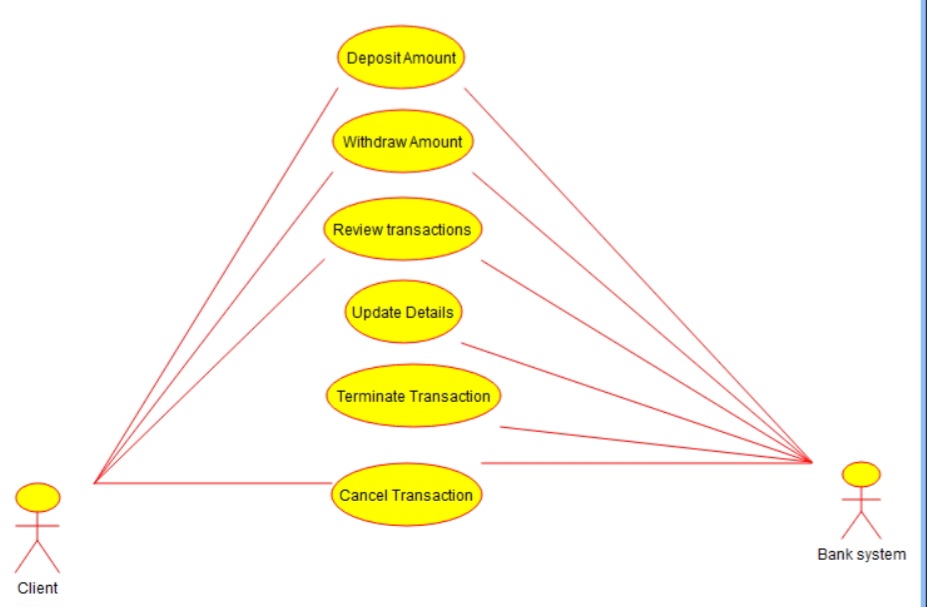 Deposit Amount
Withdraw Amount
Review transactions
Update Details
Terminate Transaction
Cancel Transaction
Client
Bank system